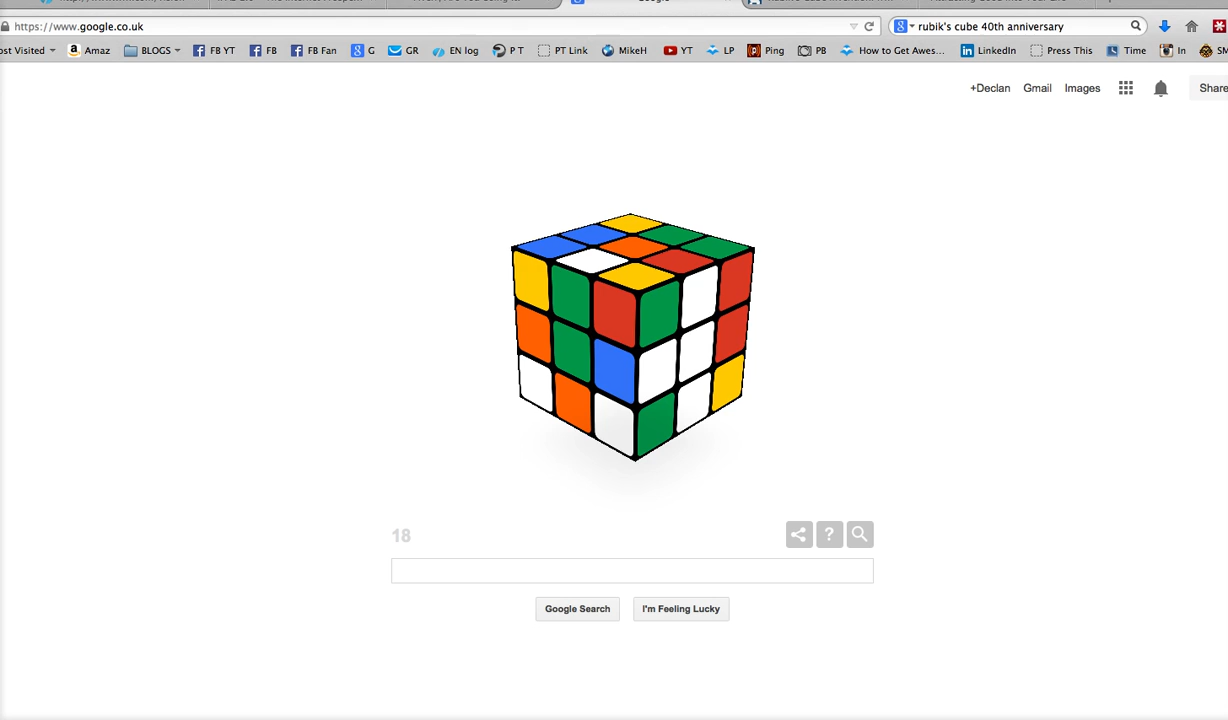 Google
https://www.google.co.uk
rubik's cube 40th anniversary
ost Visited
Amaz
BLOGS
FB YT
FB
FB Fan
G
GR
EN log
P T
PT Link
MikeH
YT
LP
Ping
PB
How to Get Awes...
LinkedIn
Press This
Time
In
SM
+Declan Gmail Images Share
18
?
Google Search I'm Feeling Lucky